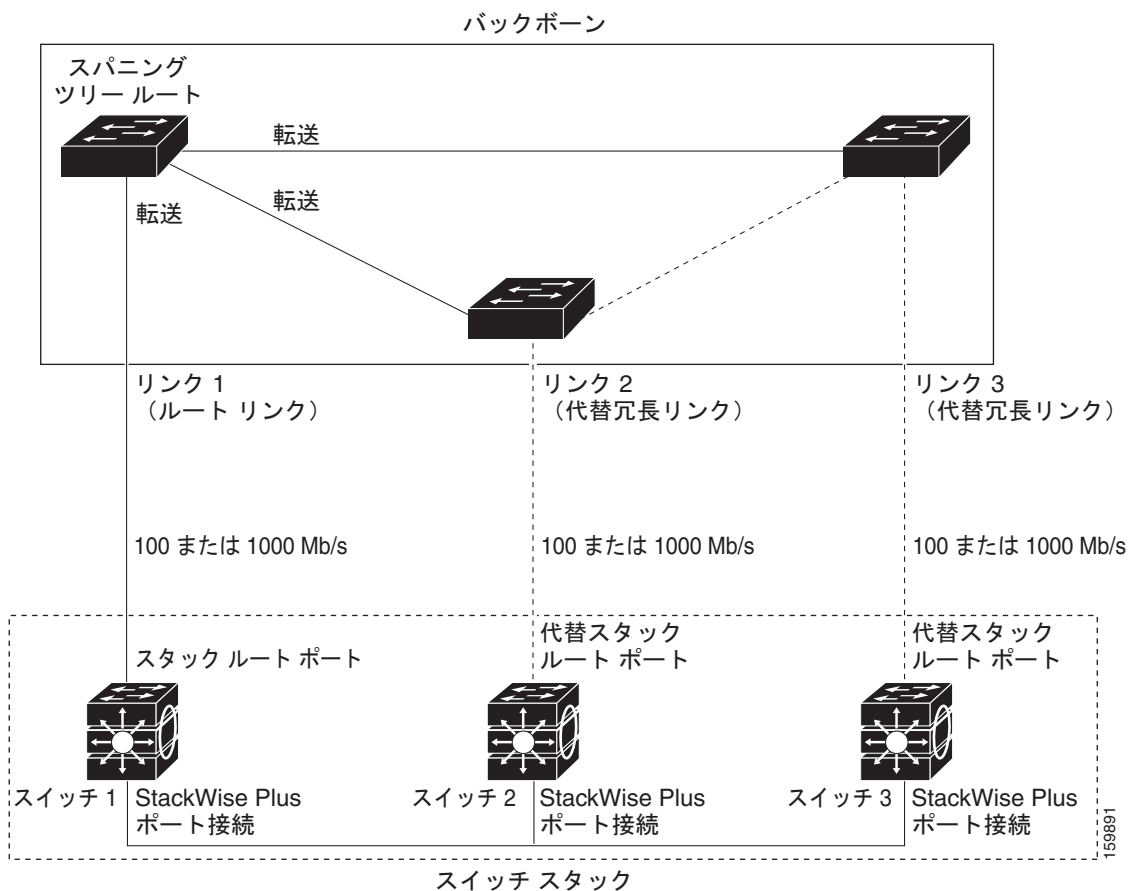 バックボーン
スパニング
ツリー ルート
転送
転送
転送
リンク 1
(ルート リンク)
リンク 2
(代替冗長リンク)
リンク 3
(代替冗長リンク)
100 または 1000 Mb/s
100 または 1000 Mb/s
100 または 1000 Mb/s
スタック ルート ポート
代替スタック
ルート ポート
代替スタック
ルート ポート
スイッチ 1
StackWise Plus
ポート接続
スイッチ 2
StackWise Plus
ポート接続
スイッチ 3
StackWise Plus
ポート接続
159891
スイッチ スタック